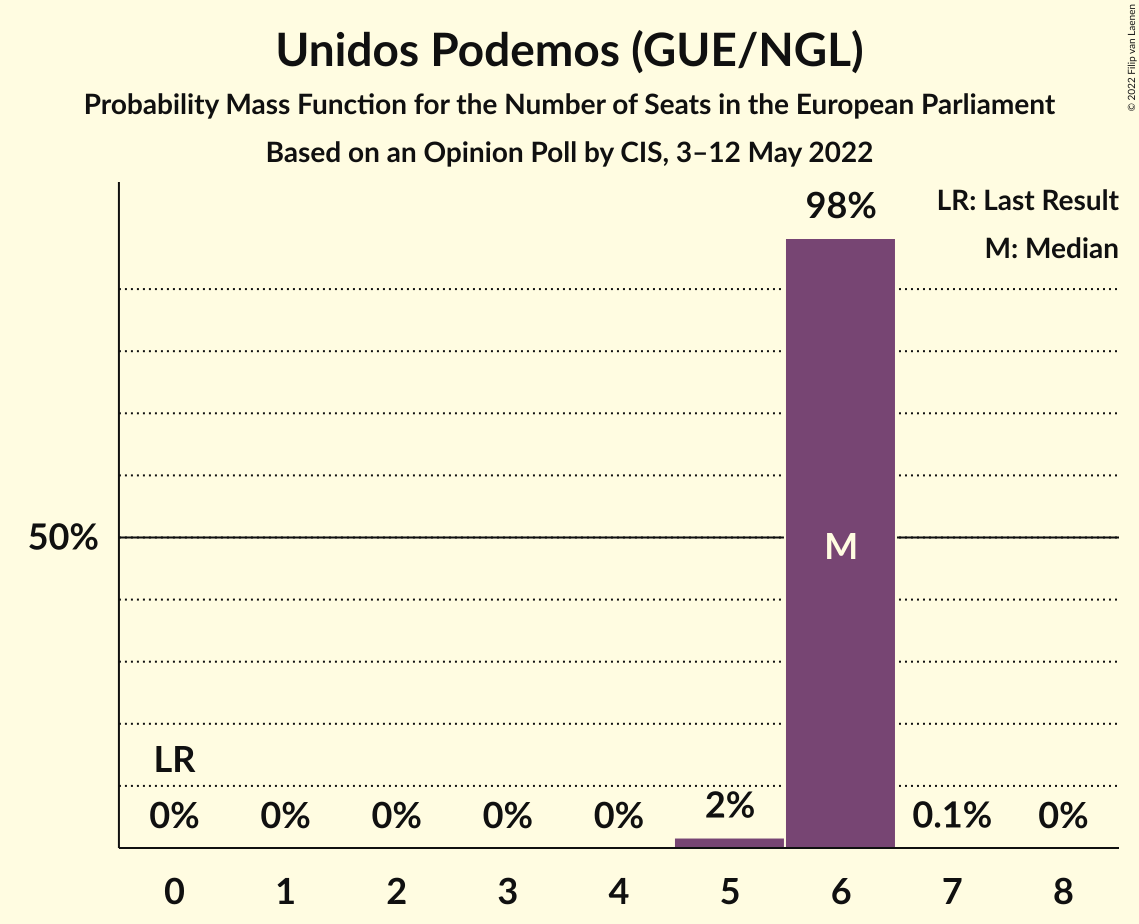 Unidos Podemos (GUE/NGL)
Probability Mass Function for the Number of Seats in the European Parliament
Based on an Opinion Poll by CIS, 3–12 May 2022
© 2022 Filip van Laenen
LR: Last Result
M: Median
98%
50%
M
LR
0% 0% 0% 0% 0% 2% 0.1% 0%
0 1 2 3 4 5 6 7 8